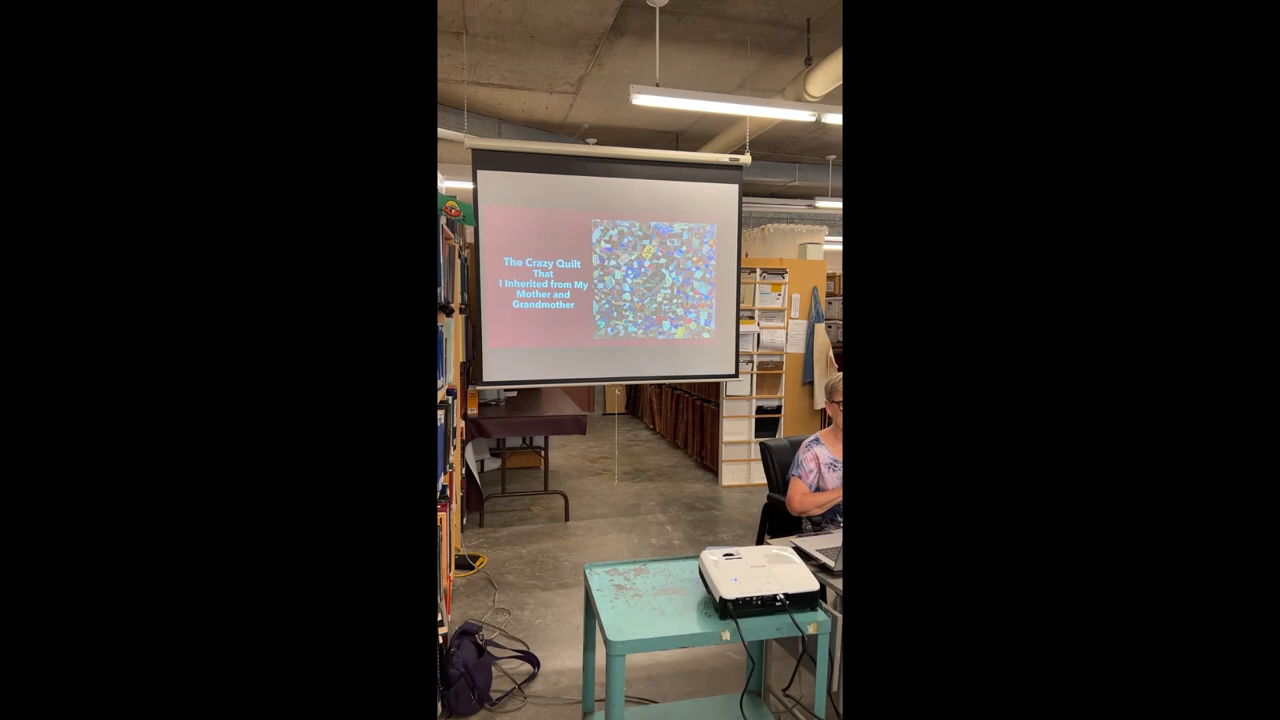 The Crazy Quilt
That
I Inherited from My
Mother and
Grandmother